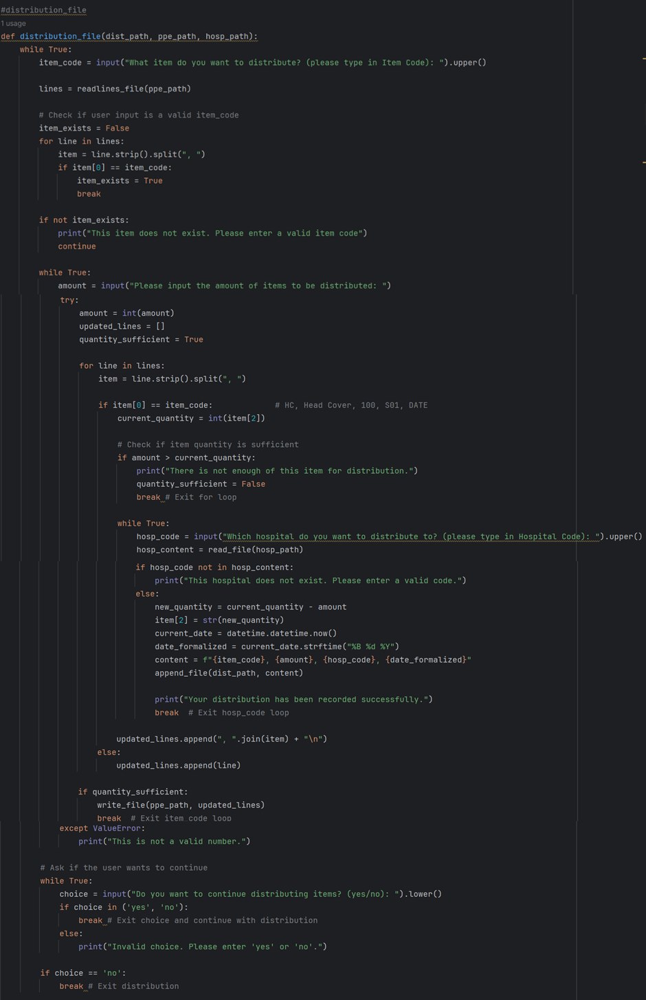 #distribution_file
1 usage
def distribution_file(dist_path, ppe_path, hosp_path):
    while True:
        item_code = input("What item do you want to distribute? (please type in Item Code): ").upper()

        lines = readlines_file(ppe_path)

        # Check if user input is a valid item_code
        item_exists = False
        for line in lines:
            item = line.strip().split(", ")
            if item[0] == item_code:
                item_exists = True
                break

        if not item_exists:
            print("This item does not exist. Please enter a valid item code")
            continue

        while True:
            amount = input("Please input the amount of items to be distributed: ")
            try:
                amount = int(amount)
                updated_lines = []
                quantity_sufficient = True

                for line in lines:
                    item = line.strip().split(", ")

                    if item[0] == item_code:             # HC, Head Cover, 100, S01, DATE
                        current_quantity = int(item[2])

                        # Check if item quantity is sufficient
                        if amount > current_quantity:
                            print("There is not enough of this item for distribution.")
                            quantity_sufficient = False
                            break # Exit for loop

                        while True:
                            hosp_code = input("Which hospital do you want to distribute to? (please type in Hospital Code): ").upper()
                            hosp_content = read_file(hosp_path)
                            if hosp_code not in hosp_content:
                                print("This hospital does not exist. Please enter a valid code.")
                            else:
                                new_quantity = current_quantity - amount
                                item[2] = str(new_quantity)
                                current_date = datetime.datetime.now()
                                date_formalized = current_date.strftime("%B %d %Y")
                                content = f"{item_code}, {amount}, {hosp_code}, {date_formalized}"
                                append_file(dist_path, content)

                                print("Your distribution has been recorded successfully.")
                                break  # Exit hosp_code loop

                        updated_lines.append(", ".join(item) + "\n")
                    else:
                        updated_lines.append(line)

                if quantity_sufficient:
                    write_file(ppe_path, updated_lines)
                    break  # Exit item_code loop
            except ValueError:
                print("This is not a valid number.")

        # Ask if the user wants to continue
        while True:
            choice = input("Do you want to continue distributing items? (yes/no): ").lower()
            if choice in ('yes', 'no'):
                break # Exit choice and continue with distribution
            else:
                print("Invalid choice. Please enter 'yes' or 'no'.")

        if choice == 'no':
            break # Exit distribution